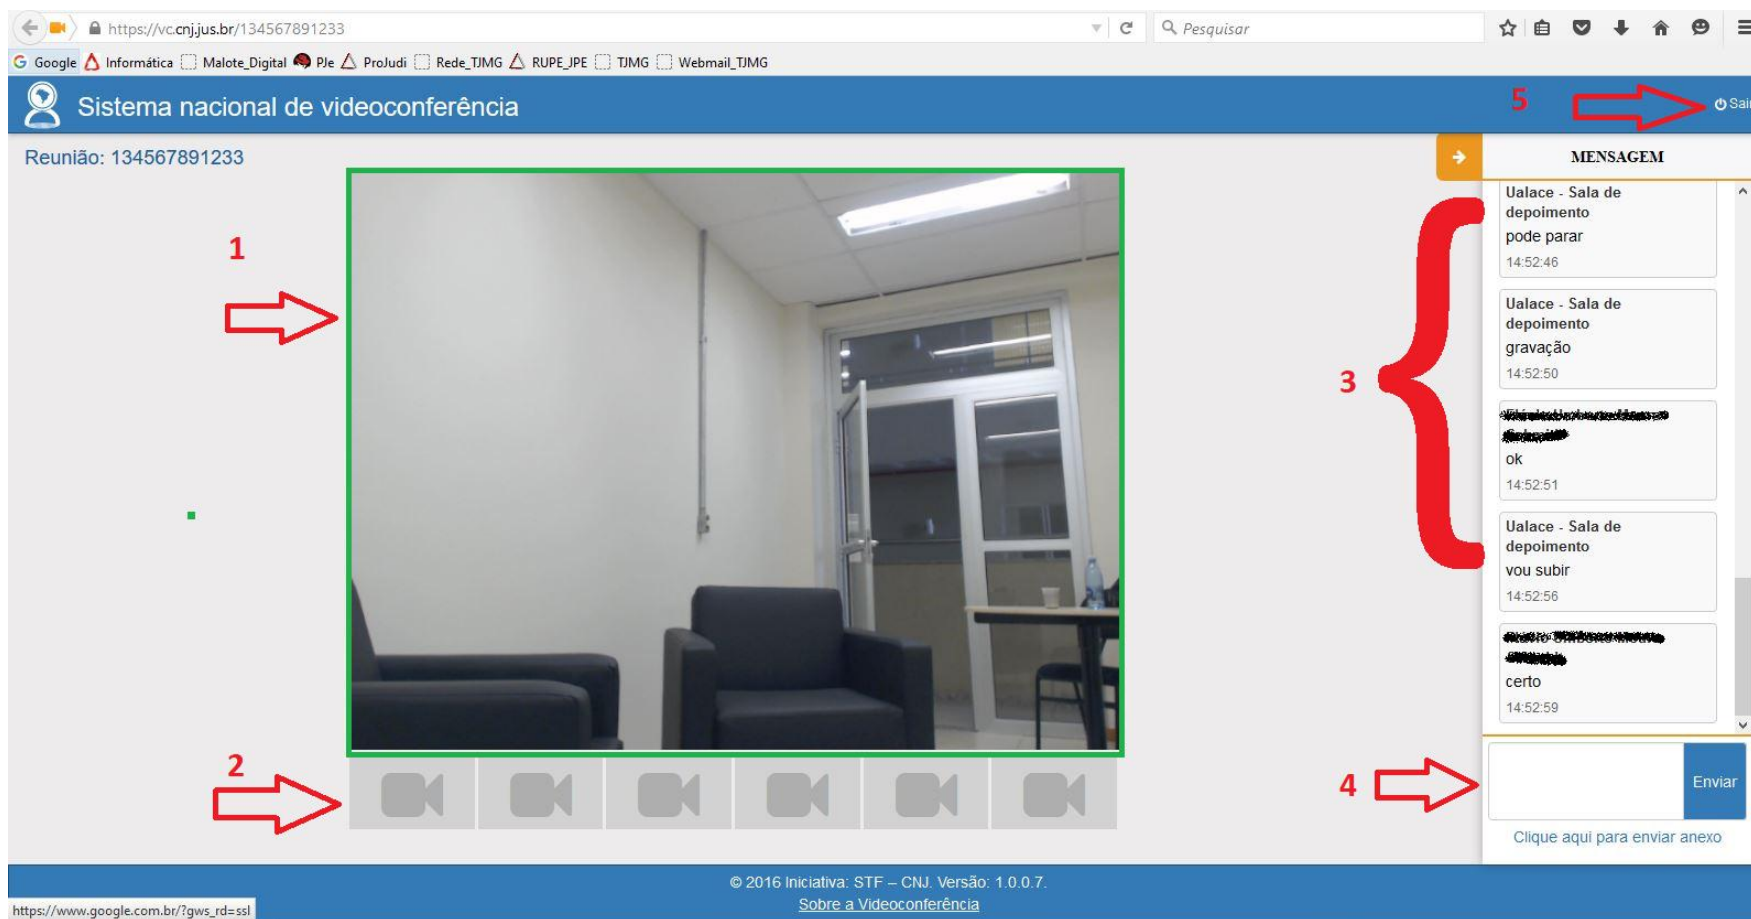 https://vc.cnj.jus.br/134567891233
Pesquisar
Google Informática Malote_Digital PJe ProJudi Rede_TJMG RUPE_JPE TJMG Webmail_TJMG
Sistema nacional de videoconferência
5
Sair
Reunião: 134567891233
MENSAGEM
1
2
3
4
Ualace - Sala de
depoimento
pode parar
14:52:46
Ualace - Sala de
depoimento
gravação
14:52:50
ok
14:52:51
Ualace - Sala de
depoimento
vou subir
14:52:56
certo
14:52:59
Enviar
Clique aqui para enviar anexo
© 2016 Iniciativa: STF – CNJ. Versão: 1.0.0.7.
Sobre a Videoconferência
https://www.google.com.br/?gws_rd=ssl